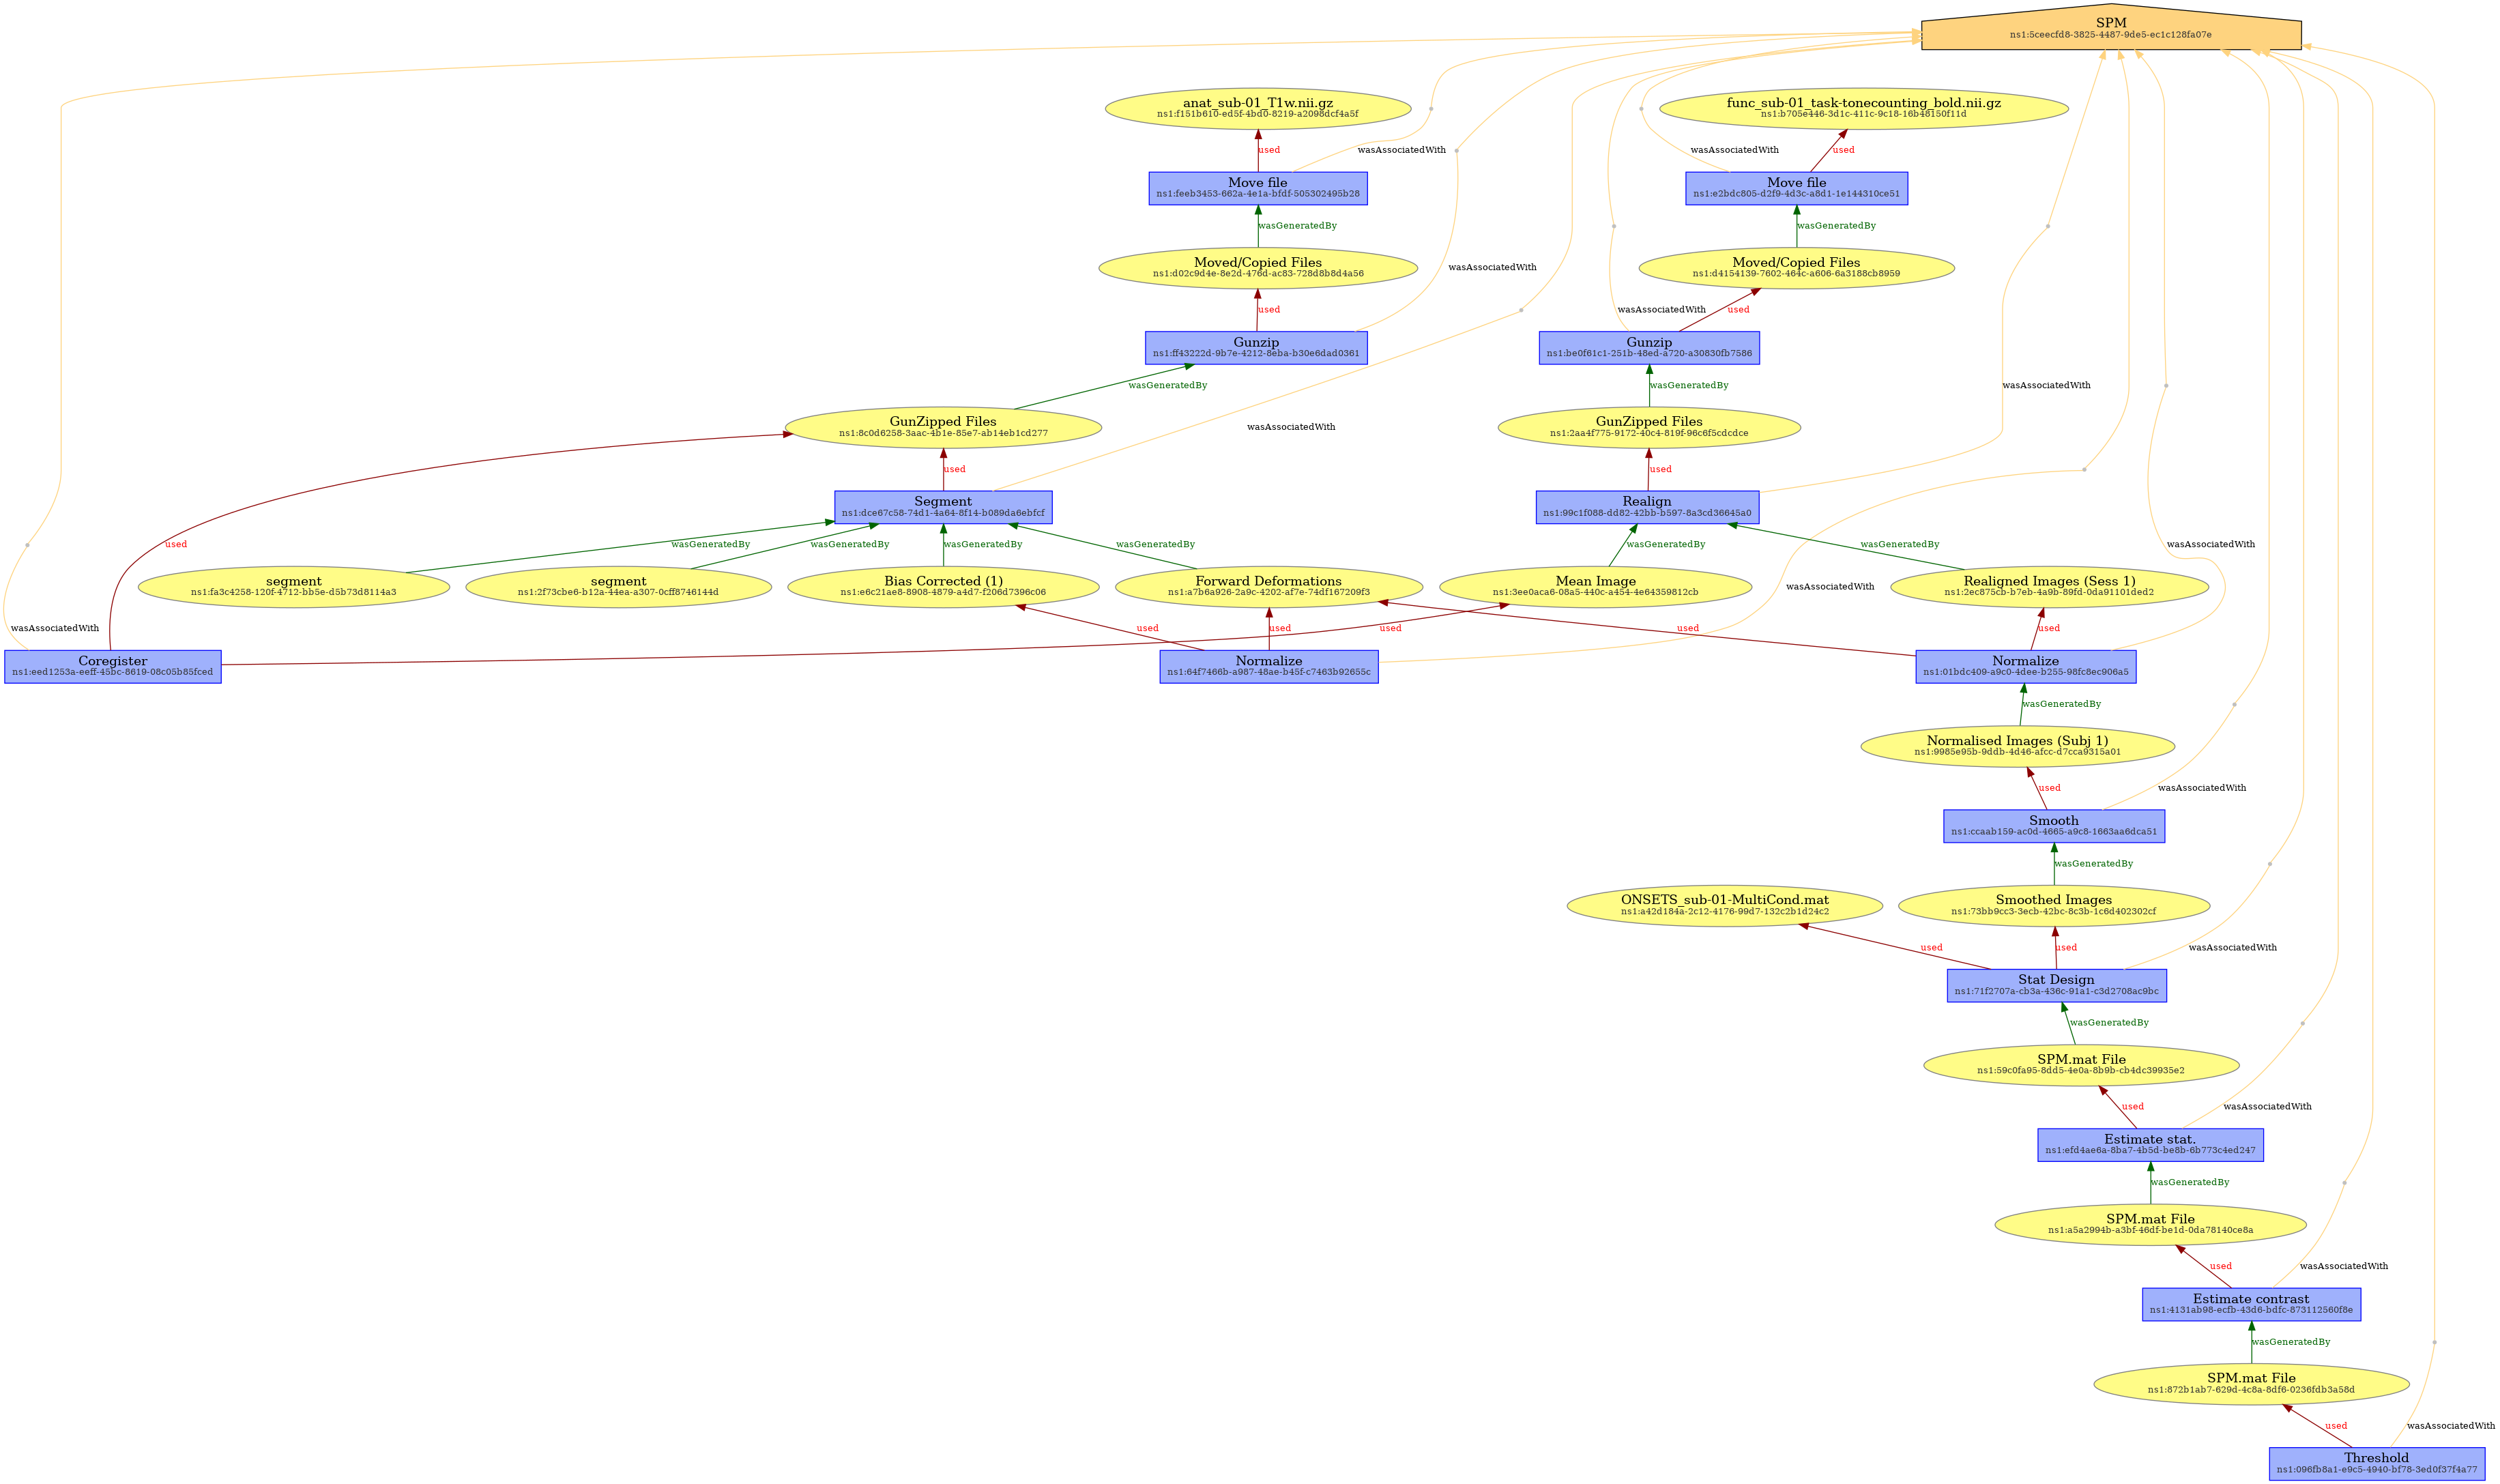 SPM
ns1:5ceecfd8-3825-4487-9de5-ec1c128fa07e
anat_sub-01_T1w.nii.gz
ns1:f151b610-ed5f-4bd0-8219-a2098dcf4a5f
func_sub-01_task-tonecounting_bold.nii.gz
ns1:b705e446-3d1c-411c-9c18-16b48150f11d
used
wasAssociatedWith
wasAssociatedWith
used
Move file
ns1:feeb3453-662a-4e1a-bfdf-505302495b28
Move file
ns1:e2bdc805-d2f9-4d3c-a8d1-1e144310ce51
wasGeneratedBy
wasGeneratedBy
Moved/Copied Files
ns1:d02c9d4e-8e2d-476d-ac83-728d8b8d4a56
wasAssociatedWith
Moved/Copied Files
ns1:d4154139-7602-464c-a606-6a3188cb8959
used
wasAssociatedWith
used
Gunzip
ns1:ff43222d-9b7e-4212-8eba-b30e6dad0361
Gunzip
ns1:be0f61c1-251b-48ed-a720-a30830fb7586
wasGeneratedBy
wasGeneratedBy
wasAssociatedWith
GunZipped Files
ns1:8c0d6258-3aac-4b1e-85e7-ab14eb1cd277
wasAssociatedWith
GunZipped Files
ns1:2aa4f775-9172-40c4-819f-96c6f5cdcdce
used
used
Segment
ns1:dce67c58-74d1-4a64-8f14-b089da6ebfcf
Realign
ns1:99c1f088-dd82-42bb-b597-8a3cd36645a0
used
wasGeneratedBy
wasGeneratedBy
wasGeneratedBy
wasGeneratedBy
wasGeneratedBy
wasGeneratedBy
wasAssociatedWith
segment
ns1:fa3c4258-120f-4712-bb5e-d5b73d8114a3
segment
ns1:2f73cbe6-b12a-44ea-a307-0cff8746144d
Bias Corrected (1)
ns1:e6c21ae8-8908-4879-a4d7-f206d7396c06
Forward Deformations
ns1:a7b6a926-2a9c-4202-af7e-74df167209f3
Mean Image
ns1:3ee0aca6-08a5-440c-a454-4e64359812cb
wasAssociatedWith
Realigned Images (Sess 1)
ns1:2ec875cb-b7eb-4a9b-89fd-0da91101ded2
wasAssociatedWith
used
used
used
used
used
Coregister
ns1:eed1253a-eeff-45bc-8619-08c05b85fced
Normalize
ns1:64f7466b-a987-48ae-b45f-c7463b92655c
Normalize
ns1:01bdc409-a9c0-4dee-b255-98fc8ec906a5
wasGeneratedBy
Normalised Images (Subj 1)
ns1:9985e95b-9ddb-4d46-afcc-d7cca9315a01
used
wasAssociatedWith
Smooth
ns1:ccaab159-ac0d-4665-a9c8-1663aa6dca51
wasGeneratedBy
ONSETS_sub-01-MultiCond.mat
ns1:a42d184a-2c12-4176-99d7-132c2b1d24c2
Smoothed Images
ns1:73bb9cc3-3ecb-42bc-8c3b-1c6d402302cf
used
used
wasAssociatedWith
Stat Design
ns1:71f2707a-cb3a-436c-91a1-c3d2708ac9bc
wasGeneratedBy
SPM.mat File
ns1:59c0fa95-8dd5-4e0a-8b9b-cb4dc39935e2
used
wasAssociatedWith
Estimate stat.
ns1:efd4ae6a-8ba7-4b5d-be8b-6b773c4ed247
wasGeneratedBy
SPM.mat File
ns1:a5a2994b-a3bf-46df-be1d-0da78140ce8a
used
wasAssociatedWith
Estimate contrast
ns1:4131ab98-ecfb-43d6-bdfc-873112560f8e
wasGeneratedBy
SPM.mat File
ns1:872b1ab7-629d-4c8a-8df6-0236fdb3a58d
used
wasAssociatedWith
Threshold
ns1:096fb8a1-e9c5-4940-bf78-3ed0f37f4a77